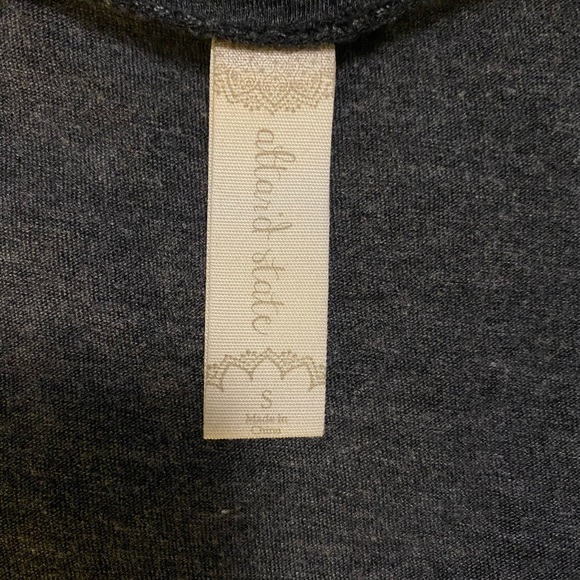 altar'd state
S
Made in
China